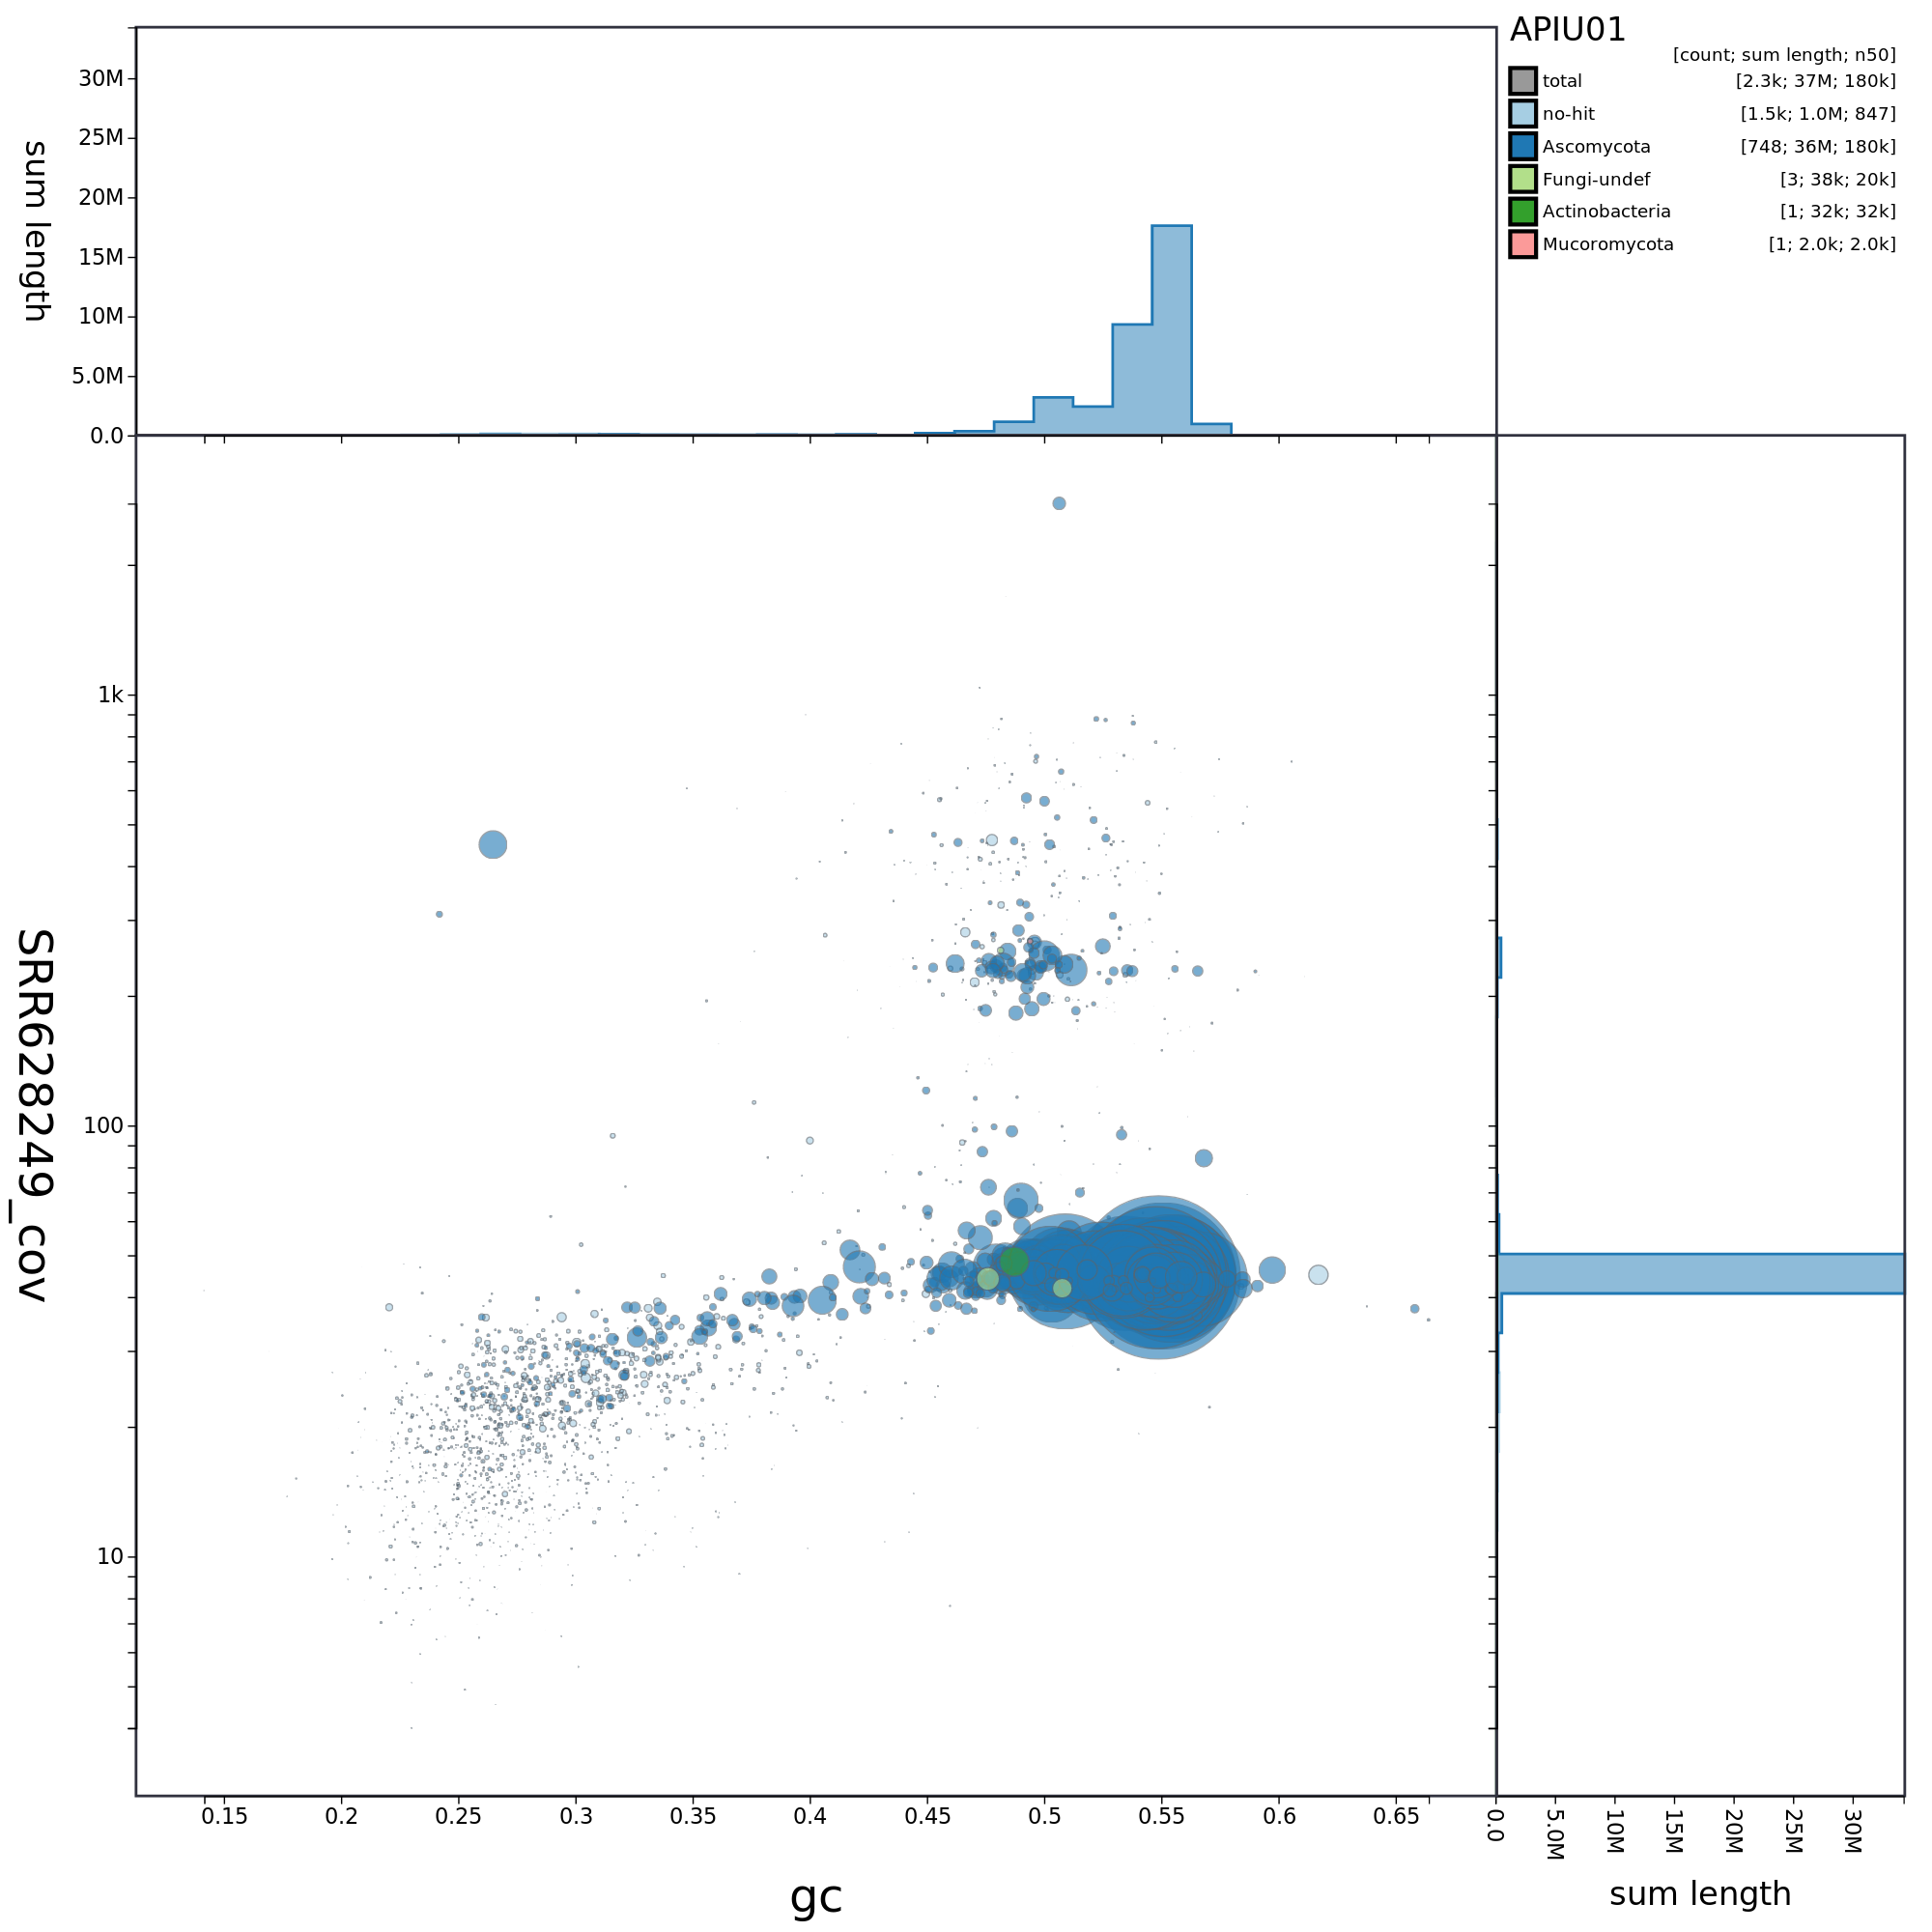 APIU01
[count; sum length; n50]
total [2.3k; 37M; 180k]
no-hit [1.5k; 1.0M; 847]
Ascomycota [748; 36M; 180k]
Fungi-undef [3; 38k; 20k]
Actinobacteria [1; 32k; 32k]
Mucoromycota [1; 2.0k; 2.0k]
sum length
30M
25M
20M
15M
10M
5.0M
0.0
SRR628249_cov
1k
100
10
0.15 0.2 0.25 0.3 0.35 0.4 0.45 0.5 0.55 0.6 0.65
gc
0.0 5.0M 10M 15M 20M 25M 30M
sum length